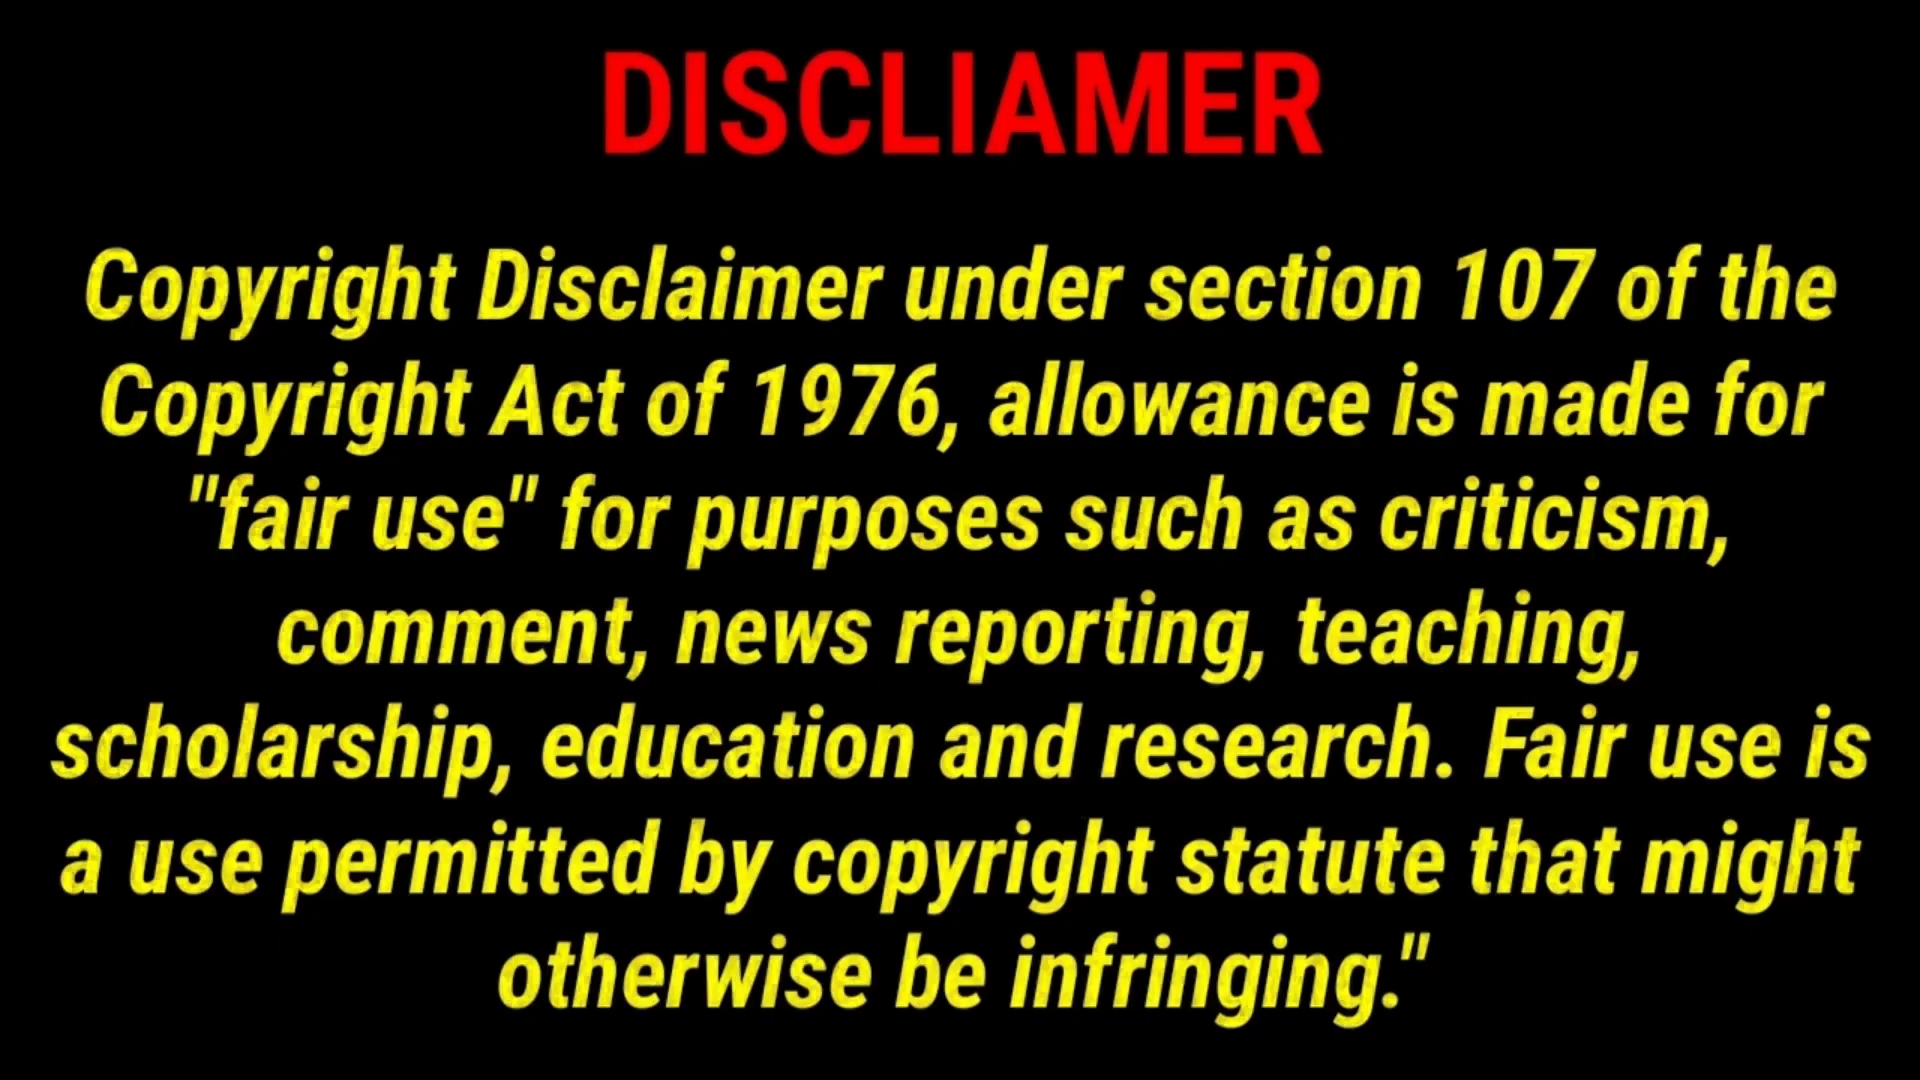 DISCLIAMER
Copyright Disclaimer under section 107 of the
Copyright Act of 1976, allowance is made for
"fair use" for purposes such as criticism,
comment, news reporting, teaching,
scholarship, education and research. Fair use is
a use permitted by copyright statute that might
otherwise be infringing."